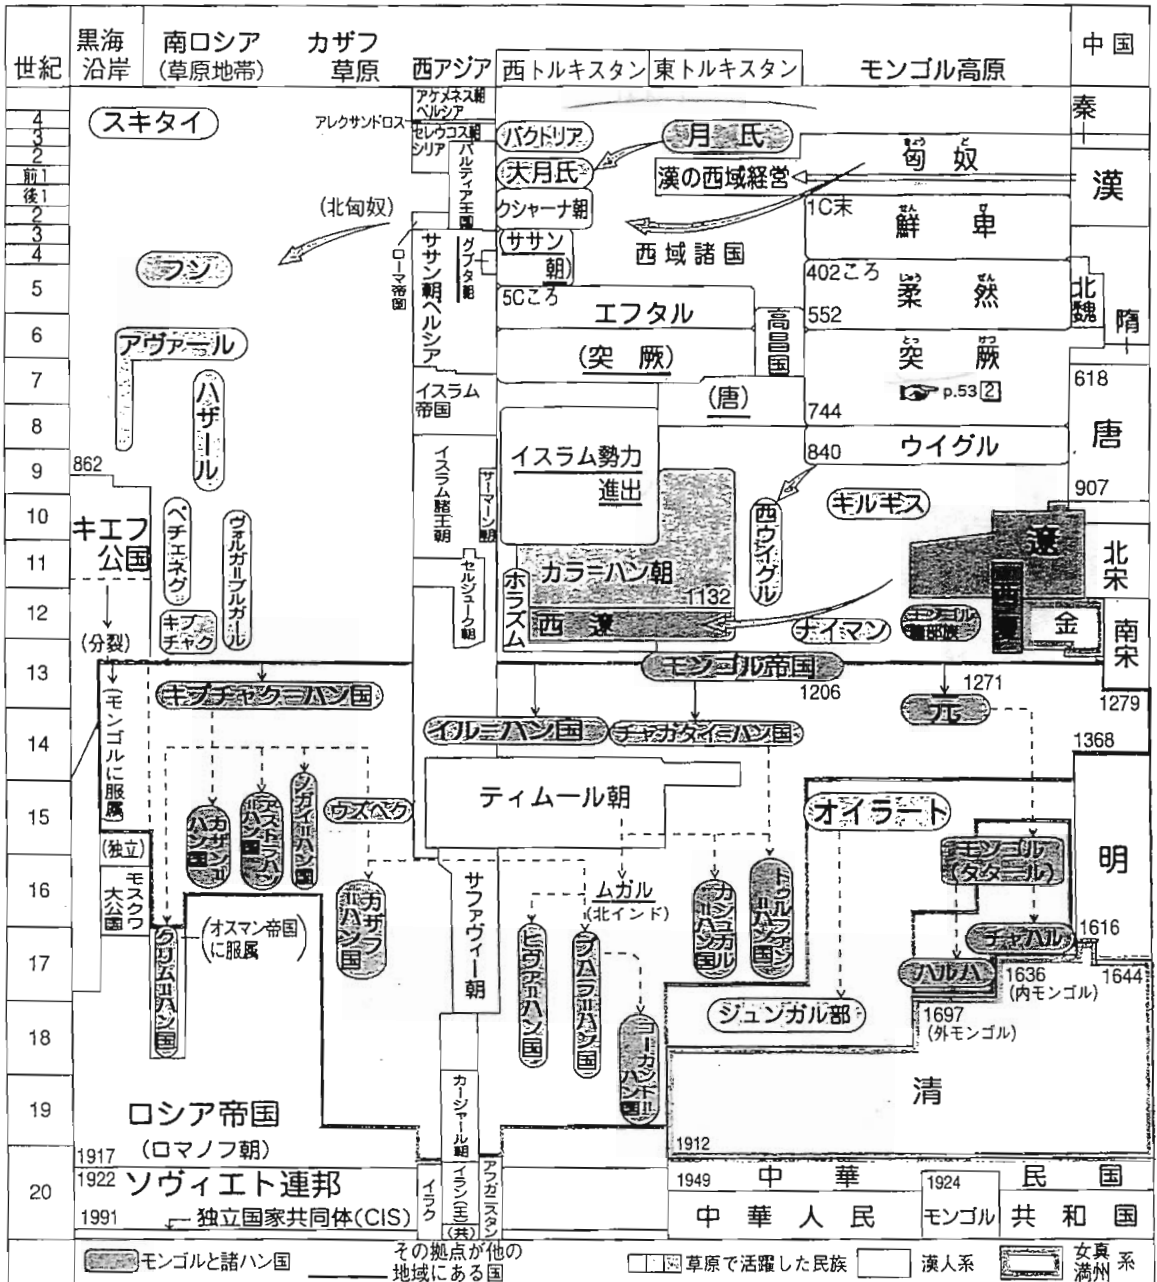 世紀
黒海
沿岸
南ロシア
(草原地帯)
カザフ
草原
西アジア
西トルキスタン
東トルキスタン
モンゴル高原
中国
4
3
2
前1
後1
2
3
4
5
6
7
8
9
10
11
12
13
14
15
16
17
18
19
20
スキタイ
アレクサンドロス
アケメネス朝
ペルシア
セレウコス朝
シリア
パルティア王国
バクトリア
月氏
大月氏
漢の西域経営
匈奴
きょうど
秦
漢
クシャーナ朝
(北匈奴)
フン
ローマ帝国
ササン朝ペルシア
グプタ朝
(ササン
朝)
西域諸国
1C末
鮮卑
せんぴ
402ころ
柔然
じゅうぜん
552
北魏
隋
5Cころ
エフタル
高昌国
アヴァール
(突厥)
突厥
とっけつ
p.53 2
618
ハザール
イスラム
帝国
(唐)
744
唐
イスラム諸王朝
サーマーン朝
イスラム勢力
進出
840
ウイグル
907
862
キエフ
公国
ペチェネグ
ヴォルガ=ブルガール
キプ
チャク
セルジューク朝
ホラズム
カラ=ハン朝
1132
西遼
西ウイグル
キルギス
ナイマン
モンゴル
諸部族
遼
西夏
金
北宋
南宋
(分裂)
(モンゴルに服属)
モンゴル帝国
1206
キプチャク=ハン国
イル=ハン国
チャガタイ=ハン国
1271
元
1279
1368
ティムール朝
カザン=
ハン国
アストラハン
=ハン国
ノガイ=ハン国
ウズベク
オイラート
モンゴル
(タタール)
明
(独立)
モスクワ
大公国
クリム=ハン国
(オスマン帝国
に服属)
カザフ
=ハン国
サファヴィー朝
ムガル
(北インド)
ヒヴァ=ハン国
ブハラ=ハン国
コーカンド=
ハン国
カシュガル
=ハン国
トゥルファン
=ハン国
チャハル
ハルハ
1616
1636
(内モンゴル)
1644
1697
(外モンゴル)
ジュンガル部
清
ロシア帝国
(ロマノフ朝)
カージャール朝
1912
1917
1922
ソヴィエト連邦
1991
独立国家共同体(CIS)
イラク
イラン(王)
(共)
アフガニスタン
1949
中華民国
1924
モンゴル
中華人民共和国
モンゴルと諸ハン国
その拠点が他の
地域にある国
草原で活躍した民族
漢人系
女真
満州
系